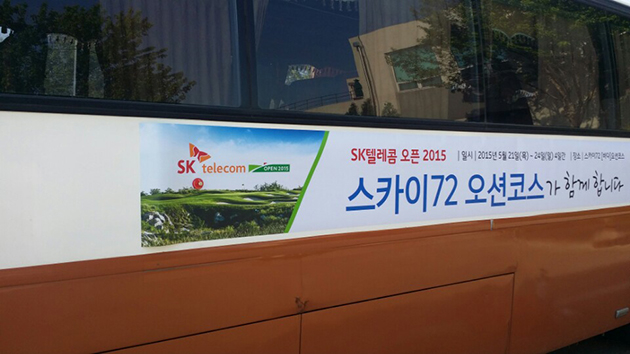 SK telecom OPEN 2015
SK텔레콤 오픈 2015 | 일시 | 2015년 5월 21일(목) - 24일(일) 4일간 | 장소 | 스카이72 [바다]오션코스
스카이72 오션코스가 함께 합니다